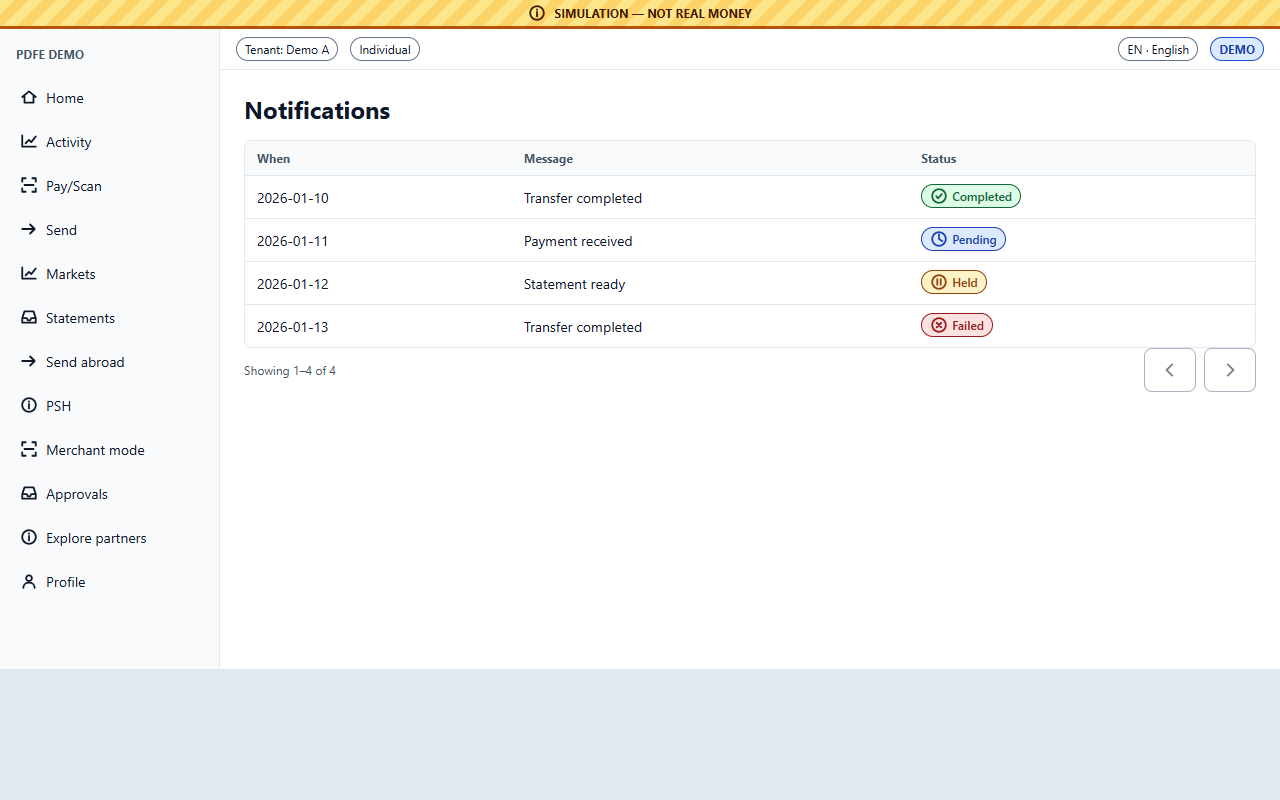 SIMULATION — NOT REAL MONEY
PDFE DEMO
Tenant: Demo A
Individual
EN · English
DEMO
Home
Activity
Pay/Scan
Send
Markets
Statements
Send abroad
PSH
Merchant mode
Approvals
Explore partners
Profile
Notifications
When Message Status
2026-01-10 Transfer completed Completed
2026-01-11 Payment received Pending
2026-01-12 Statement ready Held
2026-01-13 Transfer completed Failed
Showing 1–4 of 4